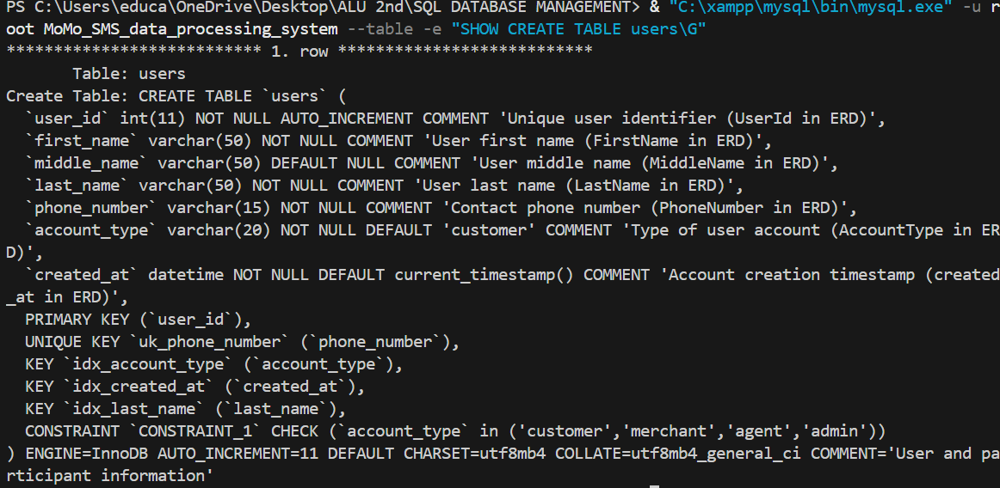 PS C:\Users\educa\OneDrive\Desktop\ALU 2nd\SQL DATABASE MANAGEMENT> & "C:\xampp\mysql\bin\mysql.exe" -u r
oot MoMo_SMS_data_processing_system --table -e "SHOW CREATE TABLE users\G"
*************************** 1. row ***************************
       Table: users
Create Table: CREATE TABLE `users` (
  `user_id` int(11) NOT NULL AUTO_INCREMENT COMMENT 'Unique user identifier (UserId in ERD)',
  `first_name` varchar(50) NOT NULL COMMENT 'User first name (FirstName in ERD)',
  `middle_name` varchar(50) DEFAULT NULL COMMENT 'User middle name (MiddleName in ERD)',
  `last_name` varchar(50) NOT NULL COMMENT 'User last name (LastName in ERD)',
  `phone_number` varchar(15) NOT NULL COMMENT 'Contact phone number (PhoneNumber in ERD)',
  `account_type` varchar(20) NOT NULL DEFAULT 'customer' COMMENT 'Type of user account (AccountType in ER
D)',
  `created_at` datetime NOT NULL DEFAULT current_timestamp() COMMENT 'Account creation timestamp (created
_at in ERD)',
  PRIMARY KEY (`user_id`),
  UNIQUE KEY `uk_phone_number` (`phone_number`),
  KEY `idx_account_type` (`account_type`),
  KEY `idx_created_at` (`created_at`),
  KEY `idx_last_name` (`last_name`),
  CONSTRAINT `CONSTRAINT_1` CHECK (`account_type` in ('customer','merchant','agent','admin'))
) ENGINE=InnoDB AUTO_INCREMENT=11 DEFAULT CHARSET=utf8mb4 COLLATE=utf8mb4_general_ci COMMENT='User and pa
rticipant information'